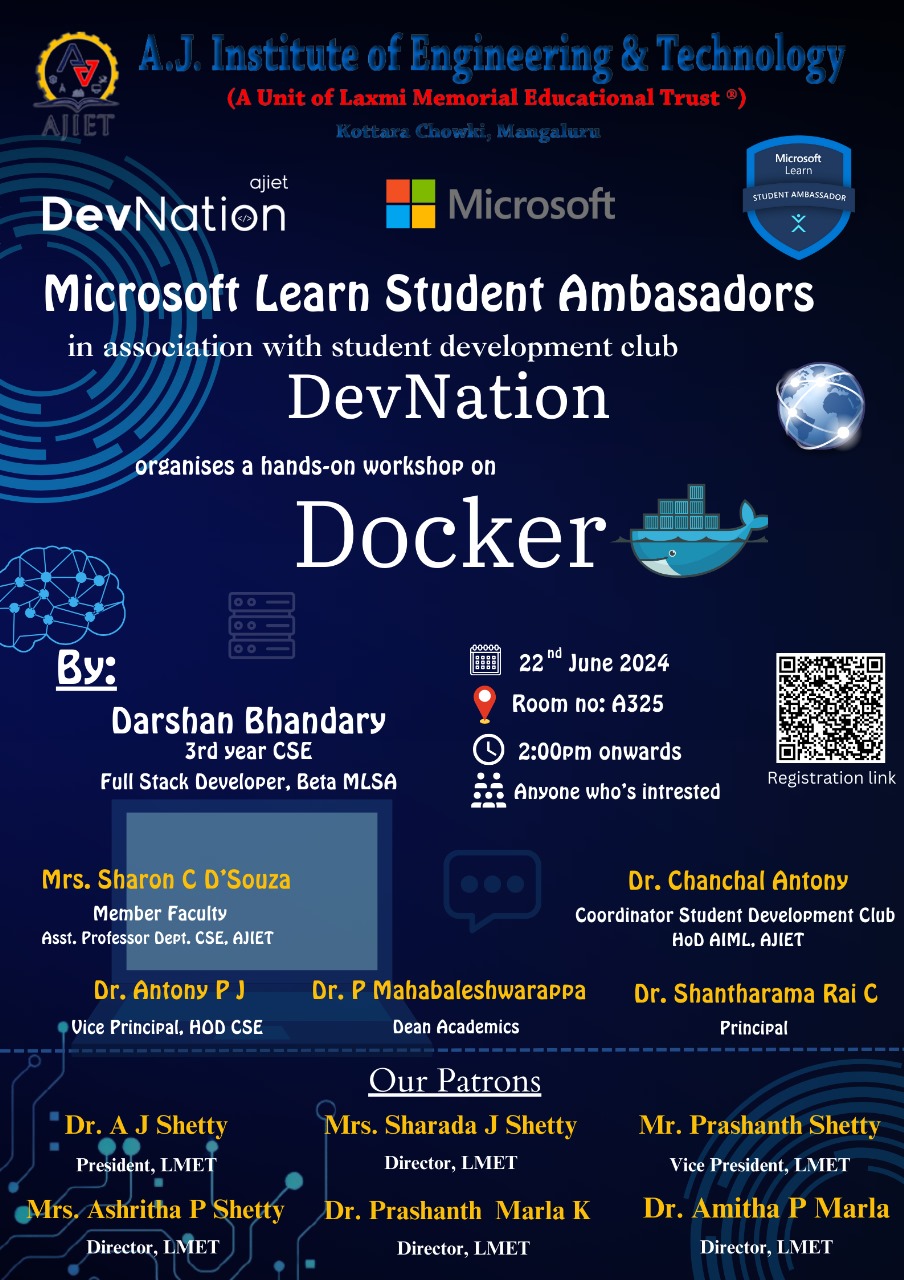 A.J. Institute of Engineering & Technology
(A Unit of Laxmi Memorial Educational Trust ®)
AJIET
Kottara Chowki, Mangaluru
ajiet
DevNation
</>
Microsoft
Microsoft
Learn
STUDENT AMBASSADOR
Microsoft Learn Student Ambasadors
in association with student development club
DevNation
organises a hands-on workshop on
Docker
By:
Darshan Bhandary
3rd year CSE
Full Stack Developer, Beta MLSA
22nd June 2024
Room no: A325
2:00pm onwards
Anyone who's intrested
Registration link
Mrs. Sharon C D'Souza
Member Faculty
Asst. Professor Dept. CSE, AJIET
Dr. Chanchal Antony
Coordinator Student Development Club
HoD AIML, AJIET
Dr. Antony P J
Vice Principal, HOD CSE
Dr. P Mahabaleshwarappa
Dean Academics
Dr. Shantharama Rai C
Principal
Our Patrons
Dr. A J Shetty
President, LMET
Mrs. Sharada J Shetty
Director, LMET
Mr. Prashanth Shetty
Vice President, LMET
Mrs. Ashritha P Shetty
Director, LMET
Dr. Prashanth Marla K
Director, LMET
Dr. Amitha P Marla
Director, LMET